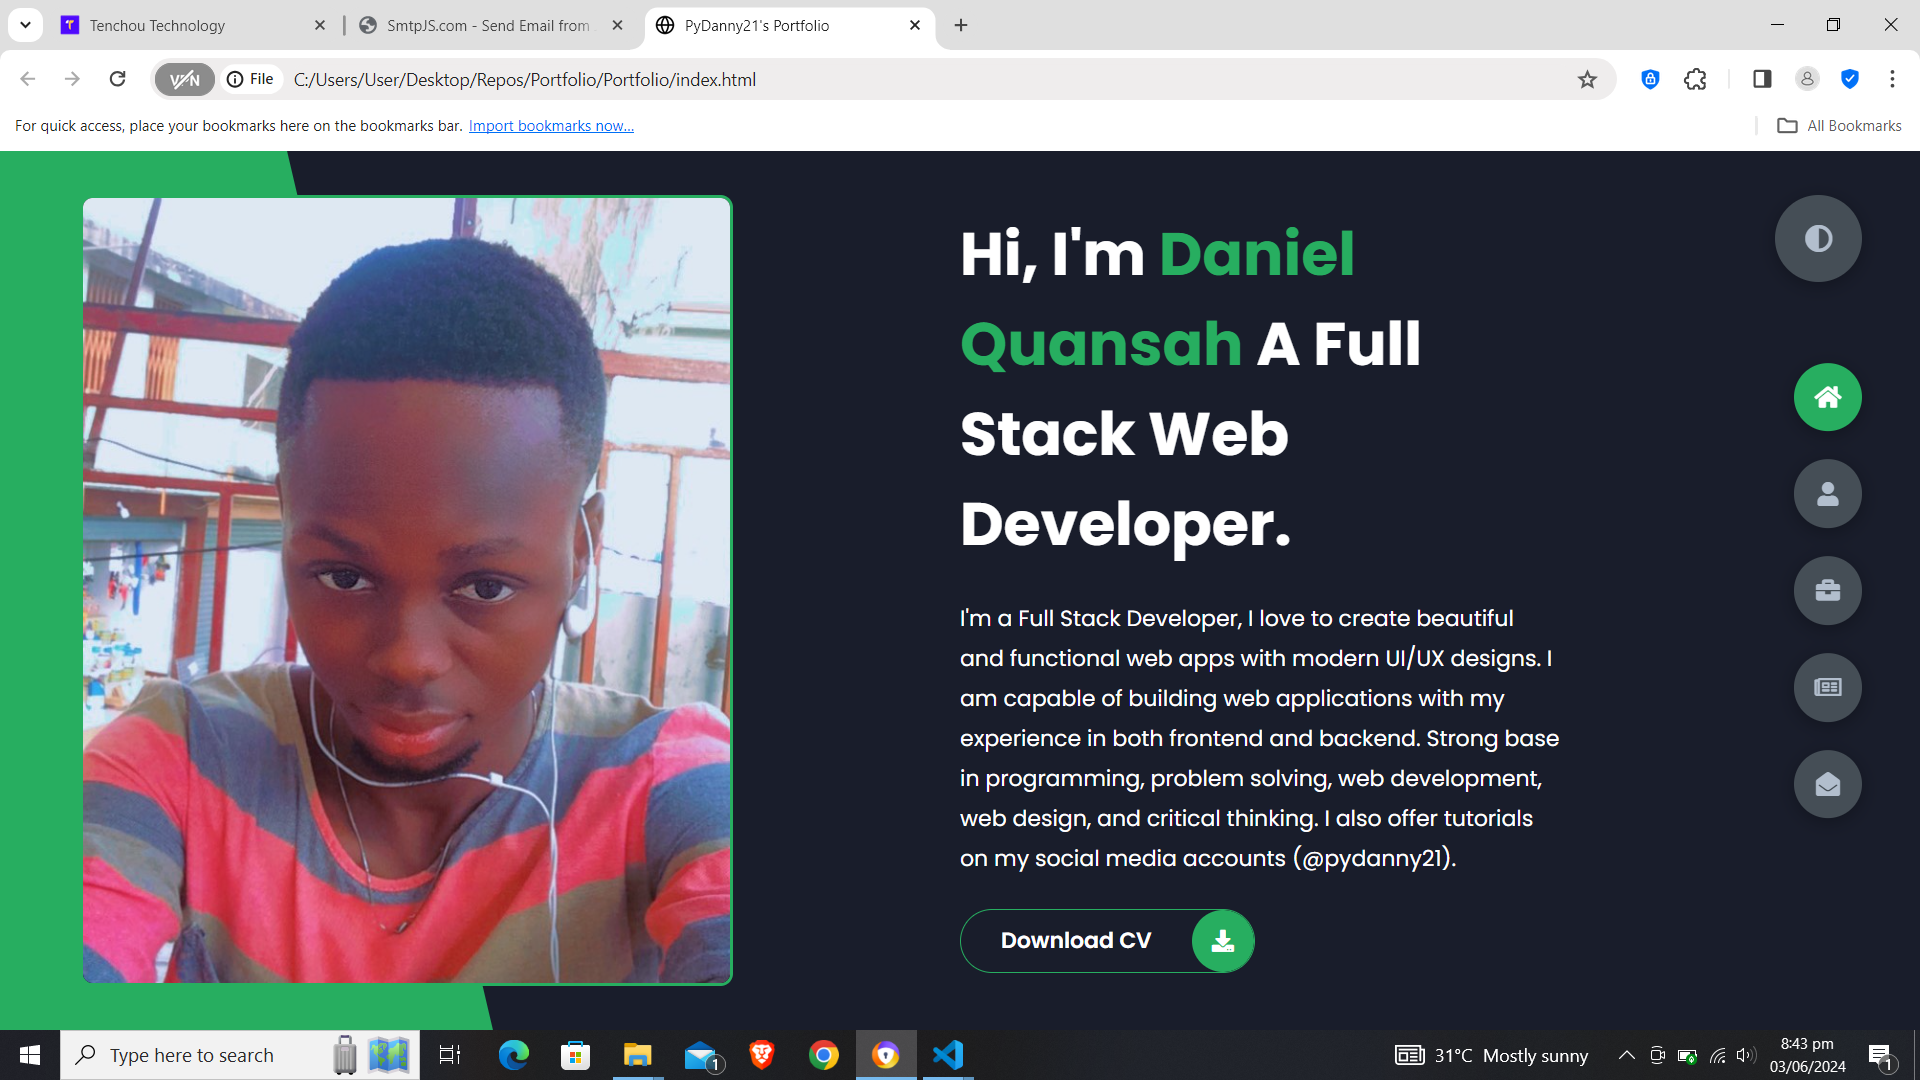 Tenchou Technology
SmtpJS.com - Send Email from
PyDanny21's Portfolio
VPN
File
C:/Users/User/Desktop/Repos/Portfolio/Portfolio/index.html
For quick access, place your bookmarks here on the bookmarks bar. Import bookmarks now...
All Bookmarks
Hi, I'm Daniel
Quansah A Full
Stack Web
Developer.
I'm a Full Stack Developer, I love to create beautiful
and functional web apps with modern UI/UX designs. I
am capable of building web applications with my
experience in both frontend and backend. Strong base
in programming, problem solving, web development,
web design, and critical thinking. I also offer tutorials
on my social media accounts (@pydanny21).
Download CV
Type here to search
1
31°C Mostly sunny
8:43 pm
03/06/2024
1